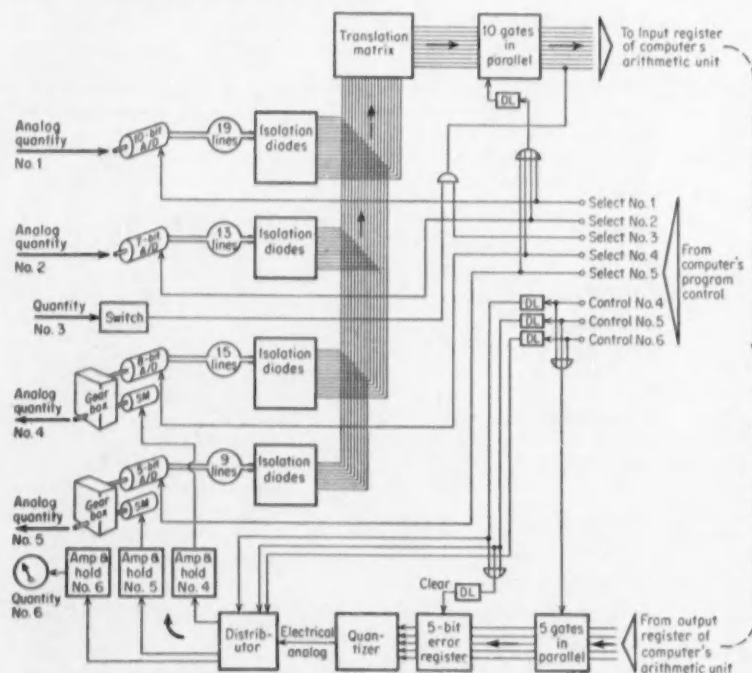 Translation
matrix
10 gates
in
parallel
To Input register
of computer's
arithmetic unit
DL
Analog
quantity
No. 1
10-bit
A/D
19
lines
Isolation
diodes
Select No. 1
Select No. 2
Select No. 3
Select No. 4
Select No. 5
From
computer's
program
control
Analog
quantity
No. 2
7-bit
A/D
13
lines
Isolation
diodes
Quantity
No. 3
Switch
DL
DL
DL
Control No. 4
Control No. 5
Control No. 6
8-bit
A/D
15
lines
Isolation
diodes
Gear
box
SM
Analog
quantity
No. 4
5-bit
A/D
9
lines
Isolation
diodes
Gear
box
SM
Analog
quantity
No. 5
Amp &
hold
No. 6
Amp &
hold
No. 5
Amp &
hold
No. 4
Quantity
No. 6
Clear
DL
Distrib-
utor
Electrical
analog
Quan-
tizer
5-bit
error
register
5 gates
in
parallel
From output
register of
computer's
arithmetic unit